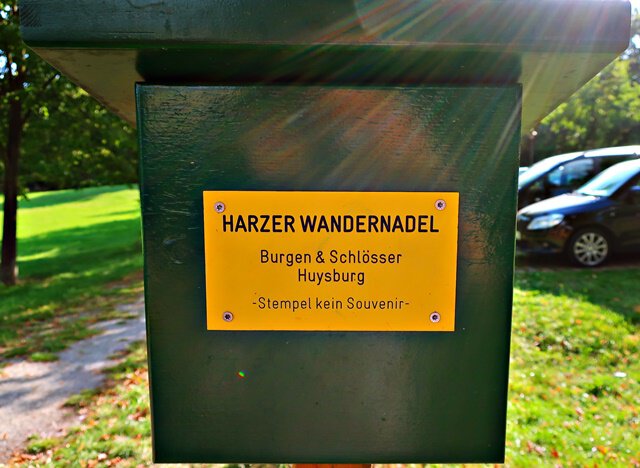 HARZER WANDERNADEL
Burgen & Schlösser
Huysburg
-Stempel kein Souvenir-